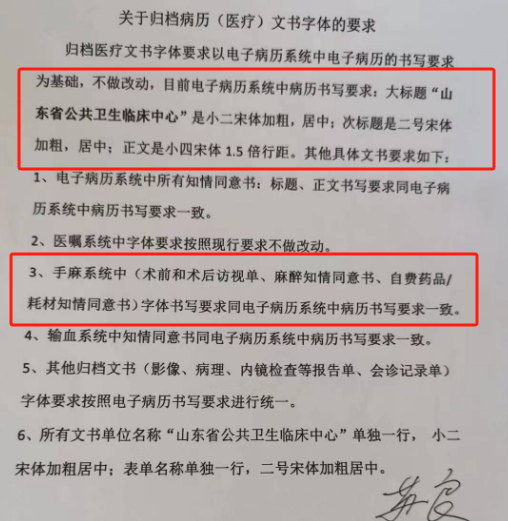 关于归档病历（医疗）文书字体的要求
归档医疗文书字体要求以电子病历系统中电子病历的书写要求
为基础，不做改动，目前电子病历系统中病历书写要求：大标题“山
东省公共卫生临床中心”是小二宋体加粗，居中；次标题是二号宋体
加粗，居中；正文是小四宋体 1.5 倍行距。其他具体文书要求如下：
1、电子病历系统中所有知情同意书：标题、正文书写要求同电子病
历系统中病历书写要求一致。
2、医嘱系统中字体要求按照现行要求不做改动。
3、手麻系统中（术前和术后访视单、麻醉知情同意书、自费药品/
耗材知情同意书）字体书写要求同电子病历系统中病历书写要求一致。
4、输血系统中知情同意书同电子病历系统中病历书写要求一致。
5、其他归档文书（影像、病理、内镜检查等报告单、会诊记录单）
字体要求按照电子病历书写要求进行统一。
6、所有文书单位名称“山东省公共卫生临床中心”单独一行， 小二
宋体加粗居中；表单名称单独一行，二号宋体加粗居中。